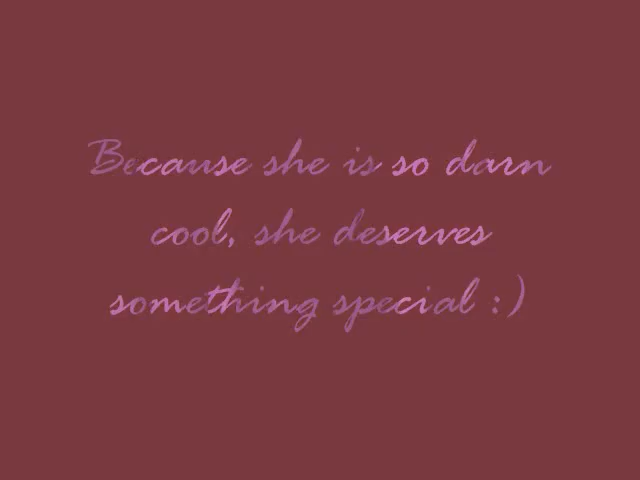 Because she is so darn
cool, she deserves
something special :)